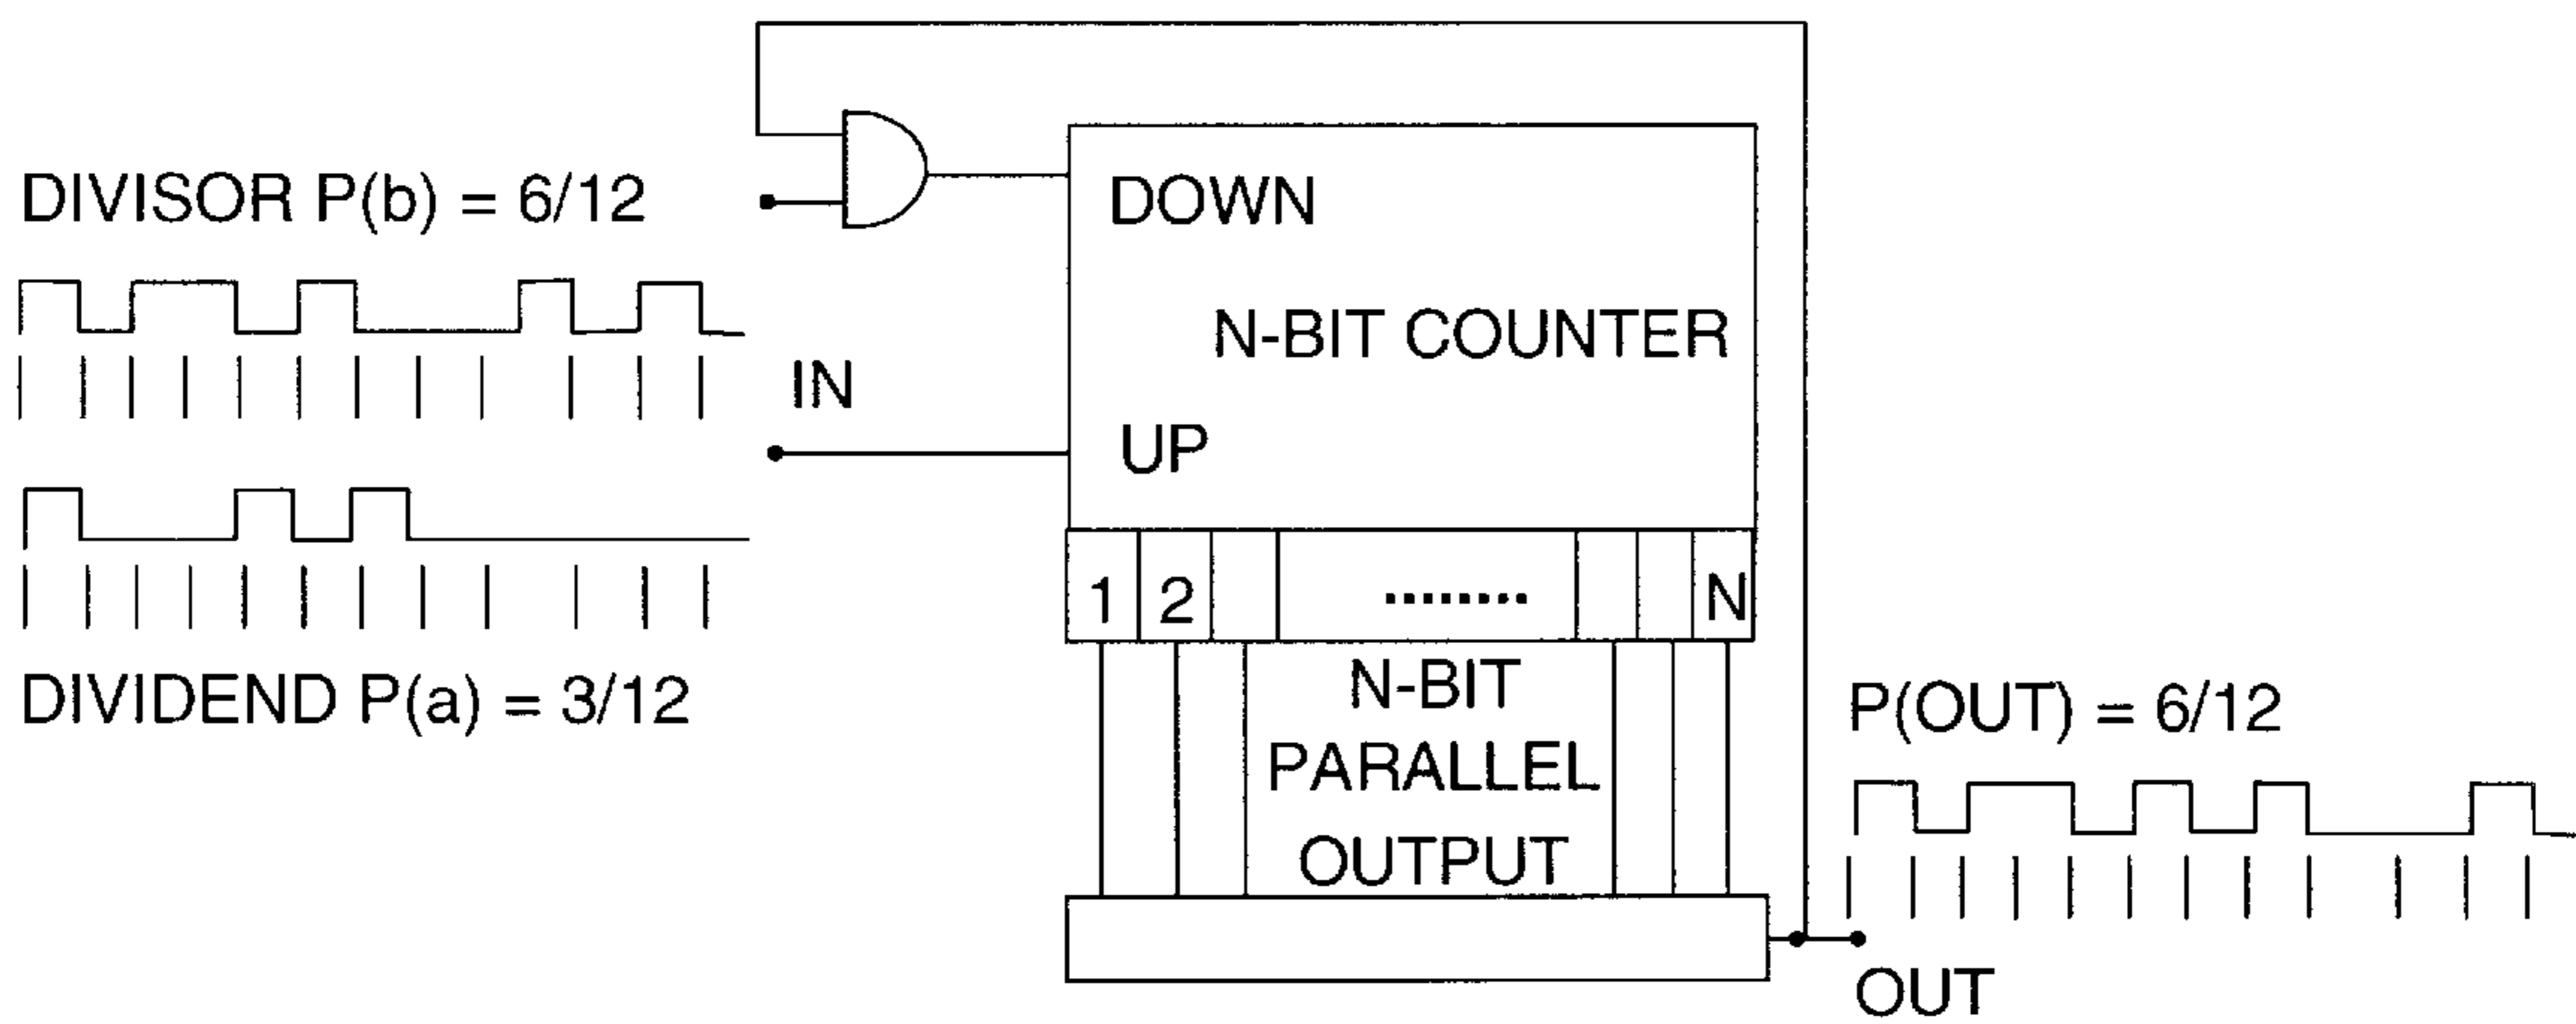 DIVISOR P(b) = 6/12
DOWN
N-BIT COUNTER
IN
UP
1 2 ........ N
DIVIDEND P(a) = 3/12
N-BIT
PARALLEL
OUTPUT
P(OUT) = 6/12
OUT